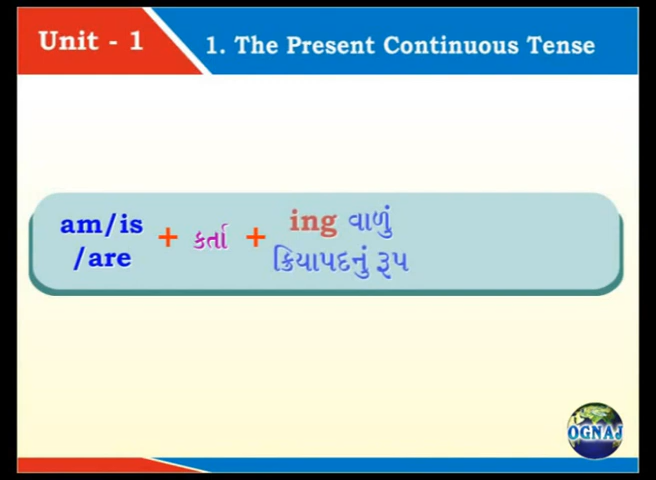 Unit - 1
1. The Present Continuous Tense
am/is
/are
+ કર્તા +
ing વાળું
ક્રિયાપદનું રૂપ
OGNAJ